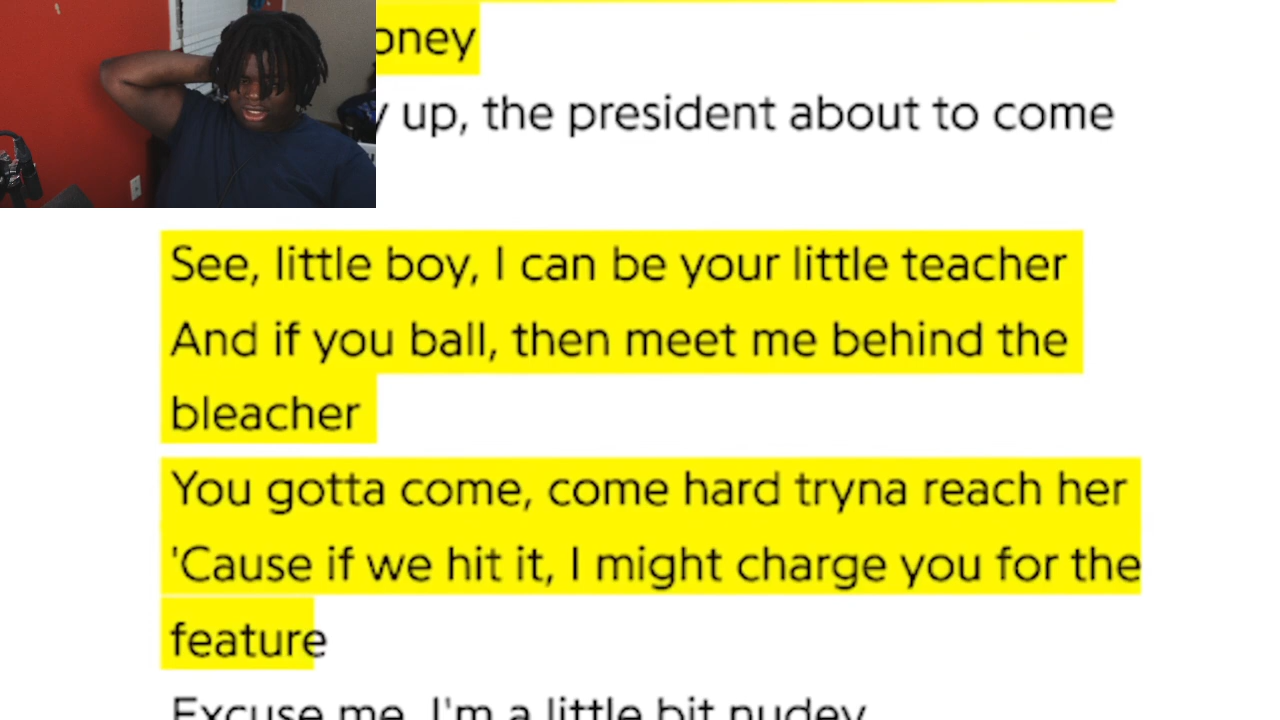 oney
up, the president about to come
See, little boy, I can be your little teacher
And if you ball, then meet me behind the
bleacher
You gotta come, come hard tryna reach her
'Cause if we hit it, I might charge you for the
feature
Excuse me, I'm a little bit nudey